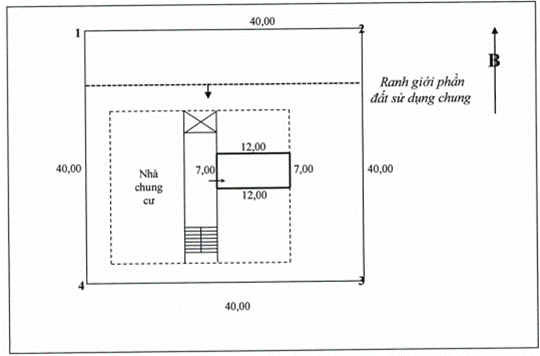 40,00
1
2
B
Ranh giới phần
đất sử dụng chung
12,00
40,00
Nhà
chung
cư
7,00
7,00
40,00
12,00
4
3
40,00